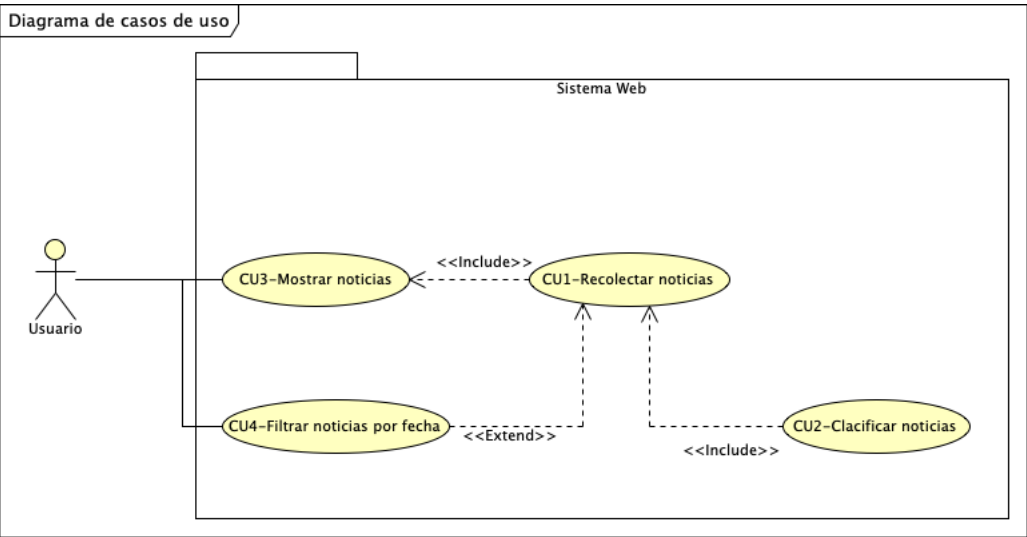 Diagrama de casos de uso
Sistema Web
<<Include>>
CU3-Mostrar noticias
CU1-Recolectar noticias
Usuario
CU4-Filtrar noticias por fecha
<<Extend>>
CU2-Clacificar noticias
<<Include>>